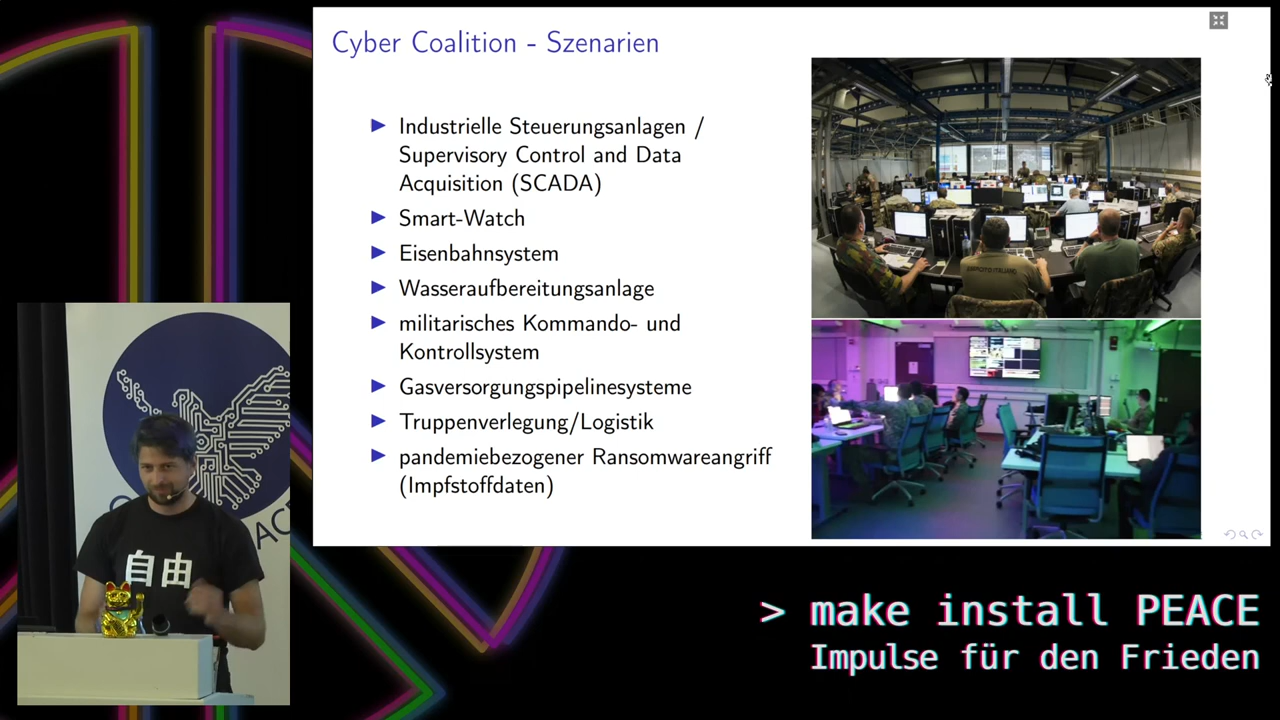 Cyber Coalition - Szenarien
Industrielle Steuerungsanlagen /
Supervisory Control and Data
Acquisition (SCADA)
Smart-Watch
Eisenbahnsystem
Wasseraufbereitungsanlage
militarisches Kommando- und
Kontrollsystem
Gasversorgungspipelinesysteme
Truppenverlegung/Logistik
pandemiebezogener Ransomwareangriff
(Impfstoffdaten)
自由
> make install PEACE
Impulse für den Frieden